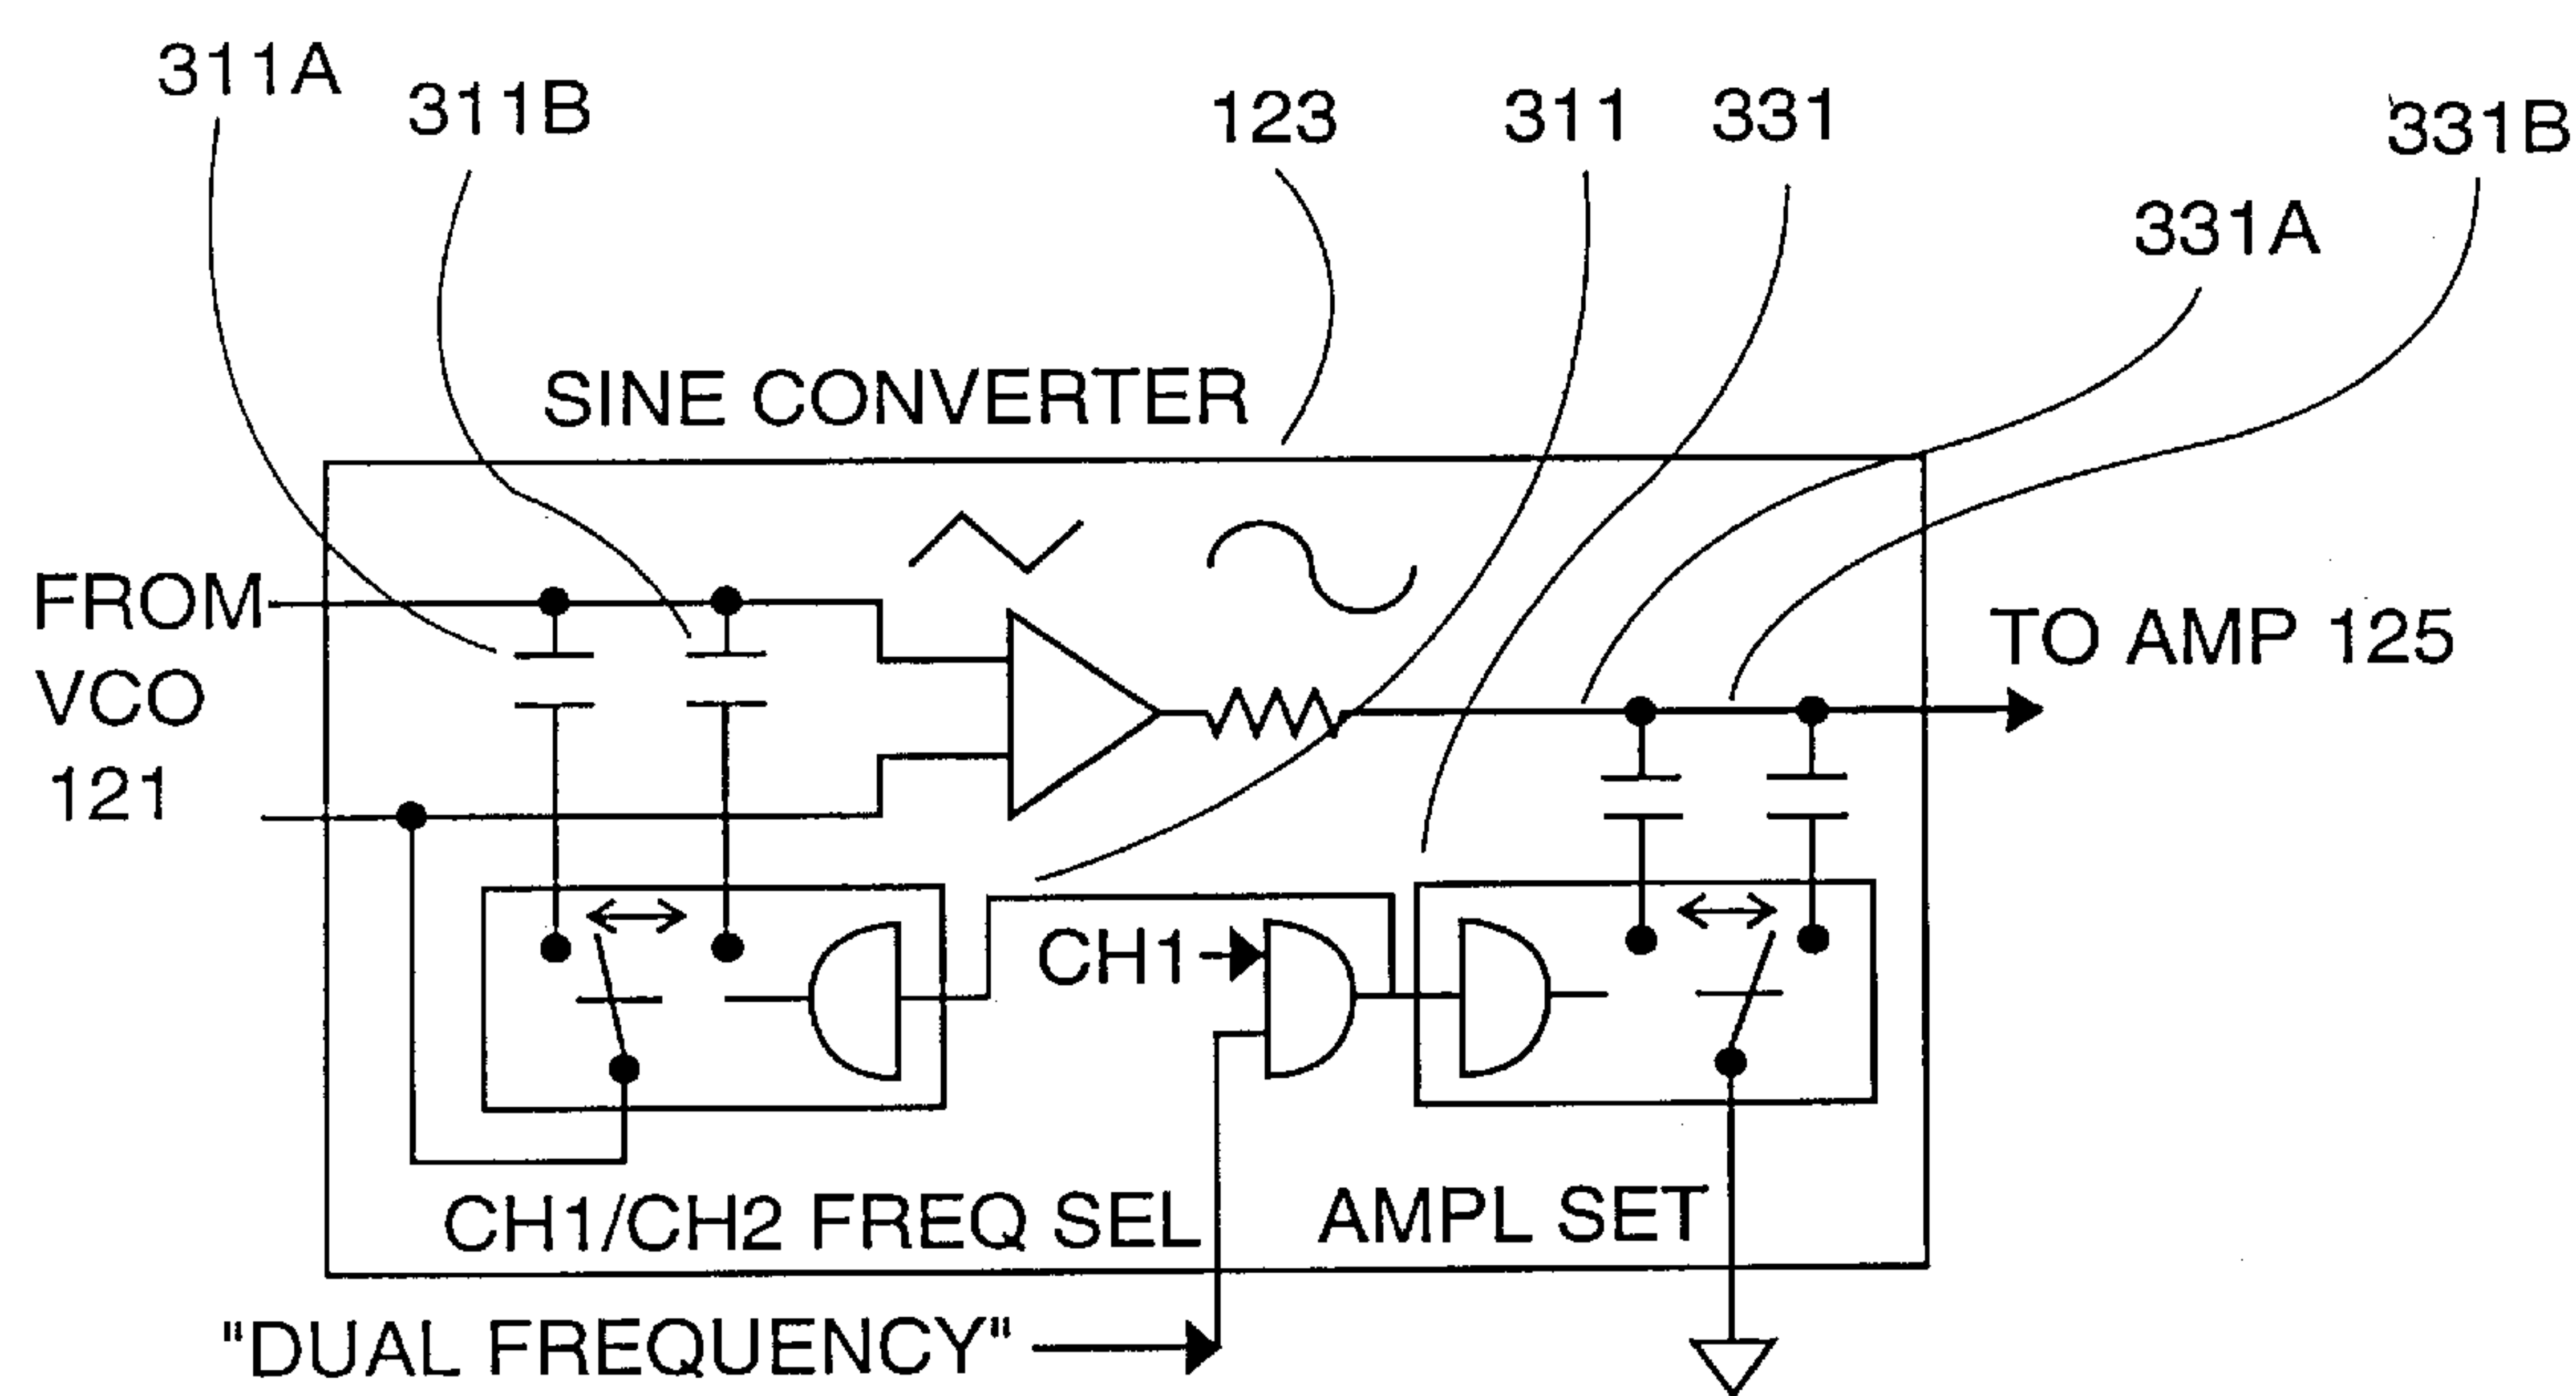 311A
311B
123
311
331
331B
331A
SINE CONVERTER
FROM
VCO
121
TO AMP 125
CH1
CH1/CH2 FREQ SEL
AMPL SET
"DUAL FREQUENCY"